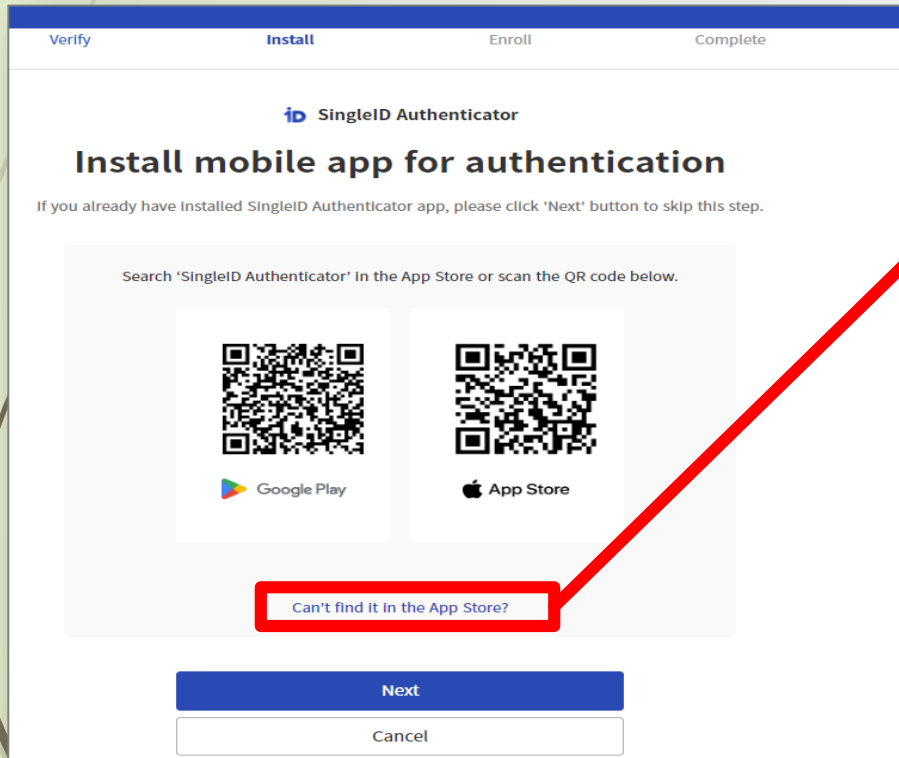 Verify Install Enroll Complete
iD SingleID Authenticator
Install mobile app for authentication
If you already have installed SingleID Authenticator app, please click 'Next' button to skip this step.
Search ‘SingleID Authenticator’ in the App Store or scan the QR code below.
Google Play App Store
Can't find it in the App Store?
Next
Cancel